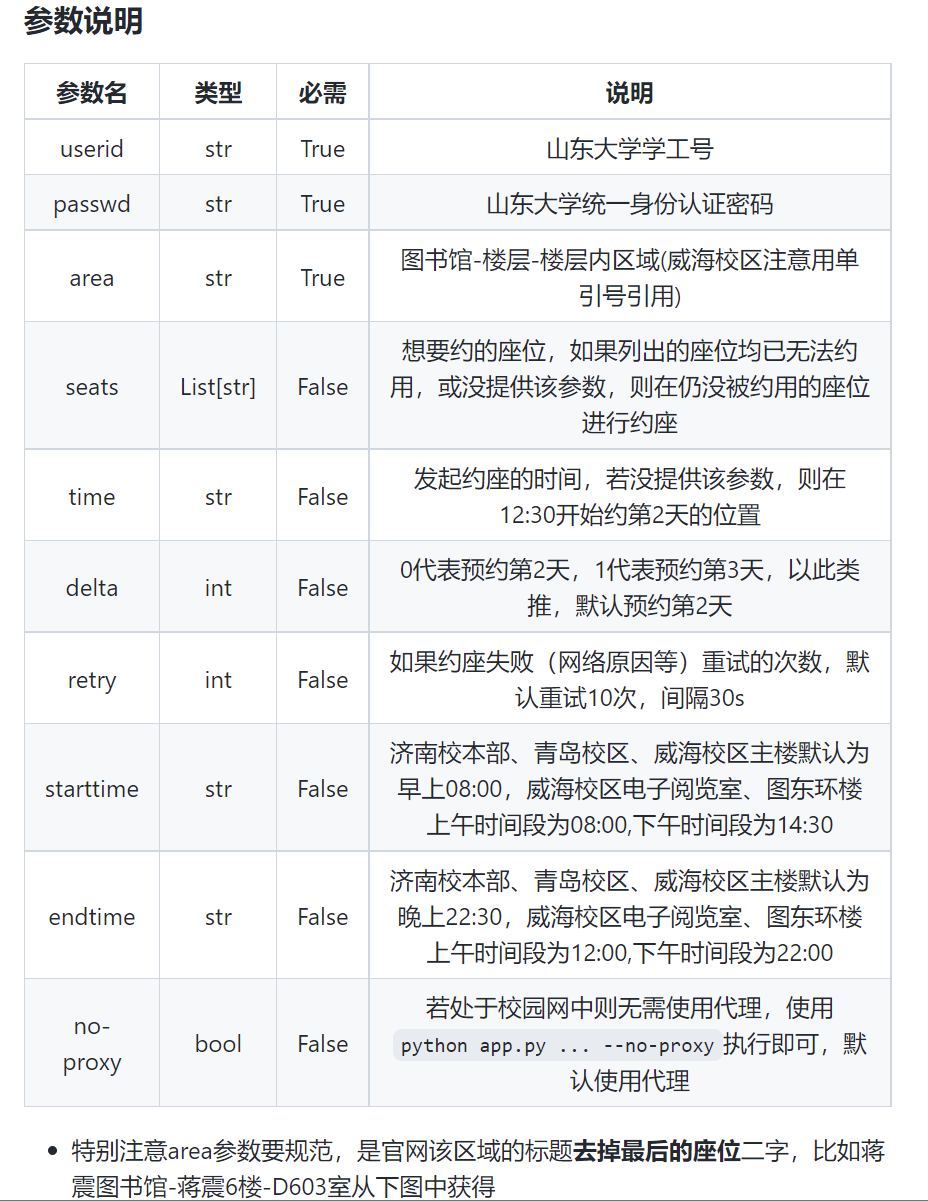 参数说明
参数名 类型 必需 说明
userid str True 山东大学学工号
passwd str True 山东大学统一身份认证密码
area str True 图书馆-楼层-楼层内区域(威海校区注意用单
引号引用)
seats List[str] False 想要约的座位，如果列出的座位均已无法约
用，或没提供该参数，则在仍没被约用的座位
进行约座
time str False 发起约座的时间，若没提供该参数，则在
12:30开始约第2天的位置
delta int False 0代表预约第2天，1代表预约第3天，以此类
推，默认预约第2天
retry int False 如果约座失败（网络原因等）重试的次数，默
认重试10次，间隔30s
starttime str False 济南校本部、青岛校区、威海校区主楼默认为
早上08:00，威海校区电子阅览室、图东环楼
上午时间段为08:00,下午时间段为14:30
endtime str False 济南校本部、青岛校区、威海校区主楼默认为
晚上22:30，威海校区电子阅览室、图东环楼
上午时间段为12:00,下午时间段为22:00
no-
proxy bool False 若处于校园网中则无需使用代理，使用
python app.py ... --no-proxy执行即可，默
认使用代理
特别注意area参数要规范，是官网该区域的标题去掉最后的座位二字，比如蒋
震图书馆-蒋震6楼-D603室从下图中获得